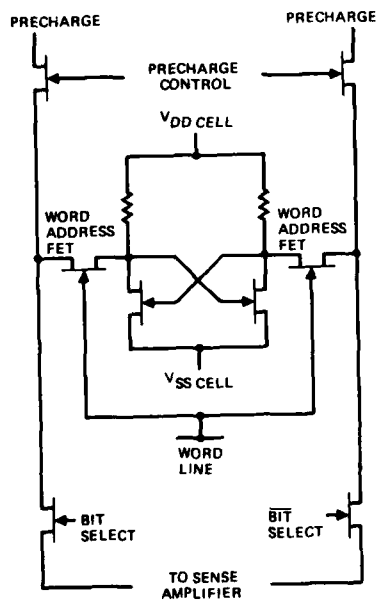 PRECHARGE
PRECHARGE
PRECHARGE
CONTROL
VDD CELL
WORD
ADDRESS
FET
WORD
ADDRESS
FET
VSS CELL
WORD
LINE
BIT
SELECT
B̅I̅T̅
SELECT
TO SENSE
AMPLIFIER